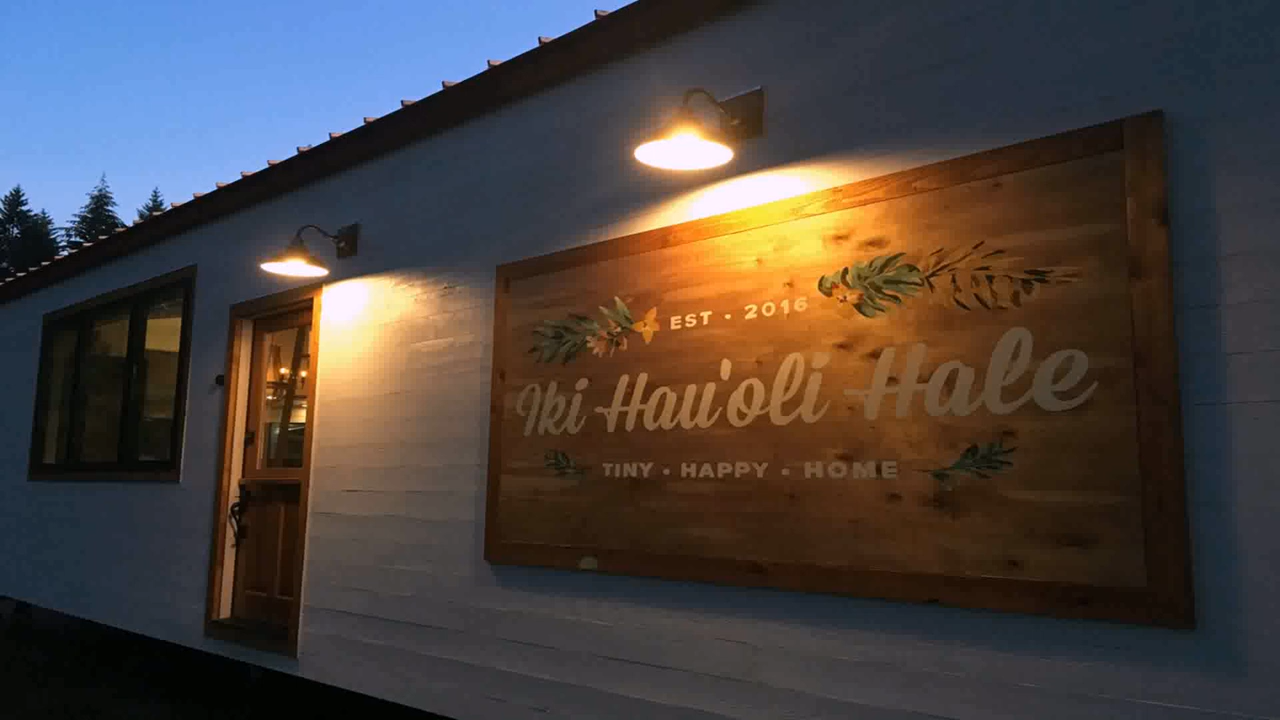 EST • 2016
Iki Hau'oli Hale
TINY • HAPPY • HOME